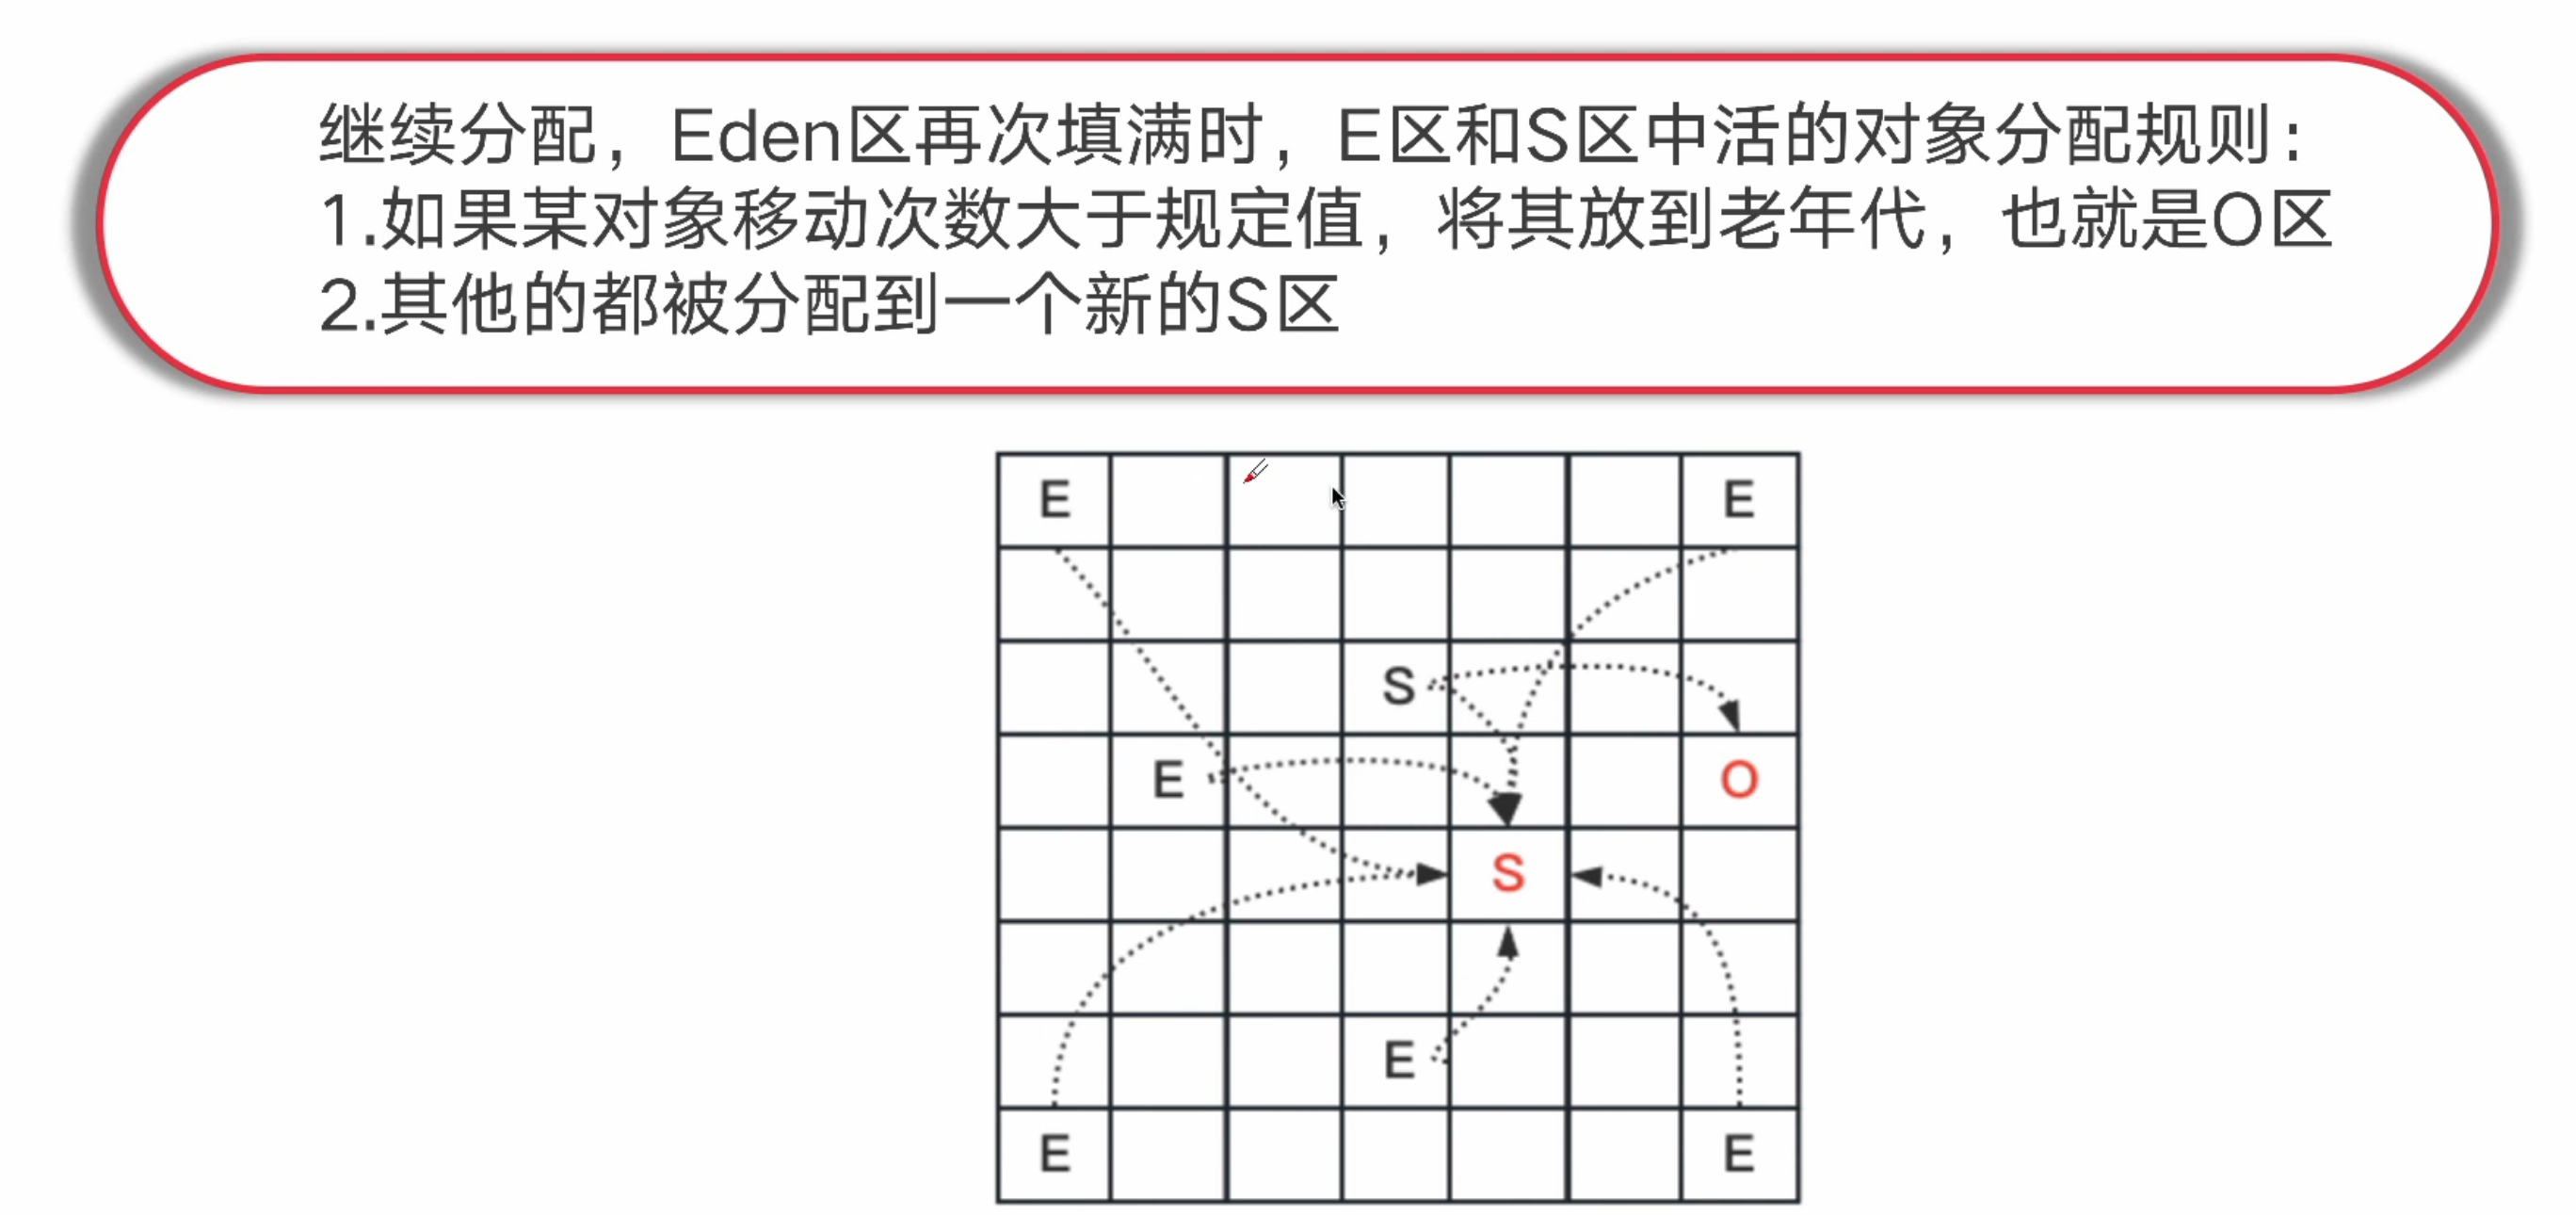 继续分配，Eden区再次填满时，E区和S区中活的对象分配规则：
1.如果某对象移动次数大于规定值，将其放到老年代，也就是O区
2.其他的都被分配到一个新的S区
E E
S
E O
S
E
E E